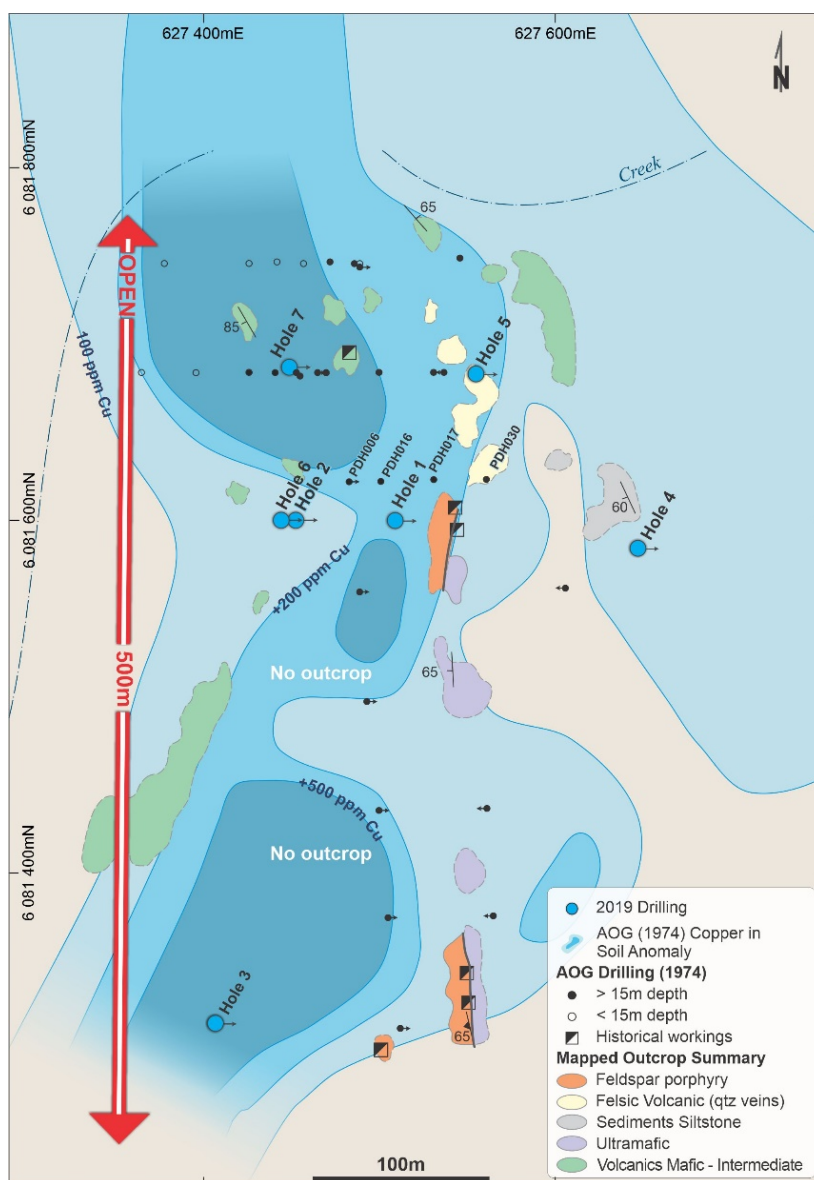 627 400mE
627 600mE
N
6 081 800mN
Creek
65
OPEN
85
Hole 7
Hole 5
100 ppm Cu
PDH006
PDH016
PDH017
PDH030
Hole 6
Hole 2
Hole 1
60
Hole 4
6 081 600mN
+200 ppm Cu
No outcrop
65
500m
+500 ppm Cu
No outcrop
6 081 400mN
Hole 3
65
2019 Drilling
AOG (1974) Copper in
Soil Anomaly
AOG Drilling (1974)
> 15m depth
< 15m depth
Historical workings
Mapped Outcrop Summary
Feldspar porphyry
Felsic Volcanic (qtz veins)
Sediments Siltstone
Ultramafic
Volcanics Mafic - Intermediate
100m